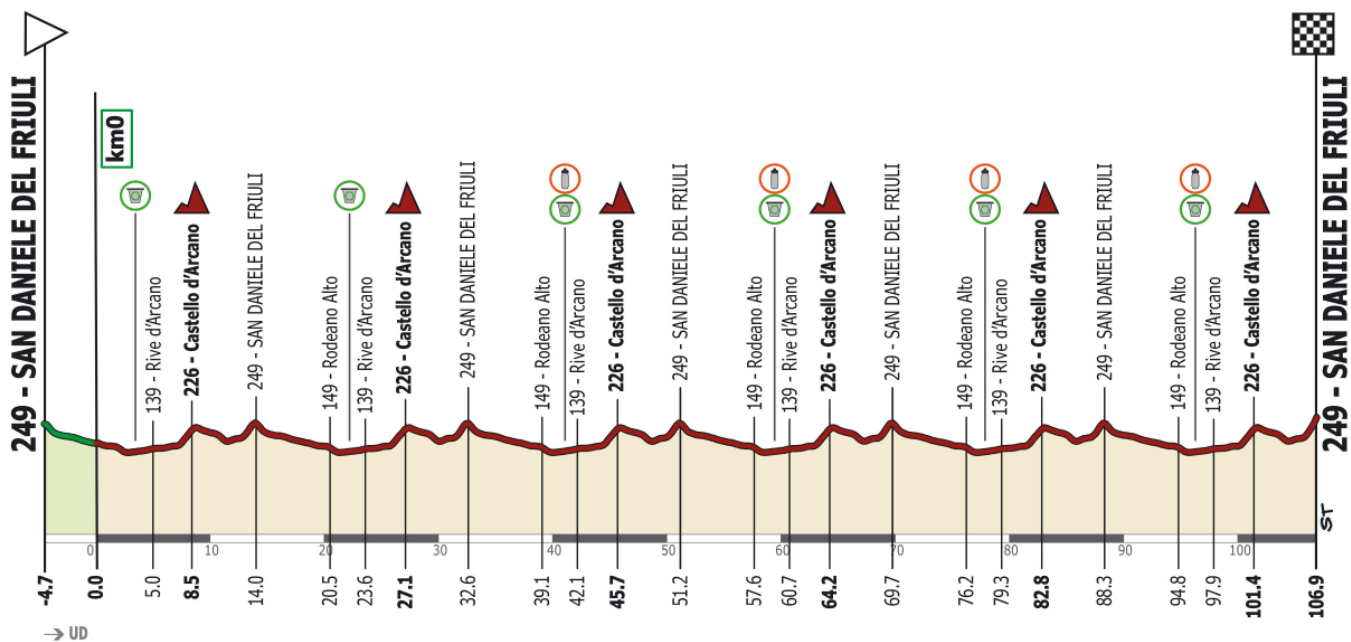 249 - SAN DANIELE DEL FRIULI
km0
139 - Rive d'Arcano
226 - Castello d'Arcano
249 - SAN DANIELE DEL FRIULI
149 - Rodeano Alto
139 - Rive d'Arcano
226 - Castello d'Arcano
249 - SAN DANIELE DEL FRIULI
149 - Rodeano Alto
139 - Rive d'Arcano
226 - Castello d'Arcano
249 - SAN DANIELE DEL FRIULI
149 - Rodeano Alto
139 - Rive d'Arcano
226 - Castello d'Arcano
249 - SAN DANIELE DEL FRIULI
149 - Rodeano Alto
139 - Rive d'Arcano
226 - Castello d'Arcano
249 - SAN DANIELE DEL FRIULI
149 - Rodeano Alto
139 - Rive d'Arcano
226 - Castello d'Arcano
249 - SAN DANIELE DEL FRIULI
ST
0 10 20 30 40 50 60 70 80 90 100
-4.7 0.0 5.0 8.5 14.0 20.5 23.6 27.1 32.6 39.1 42.1 45.7 51.2 57.6 60.7 64.2 69.7 76.2 79.3 82.8 88.3 94.8 97.9 101.4 106.9
UD